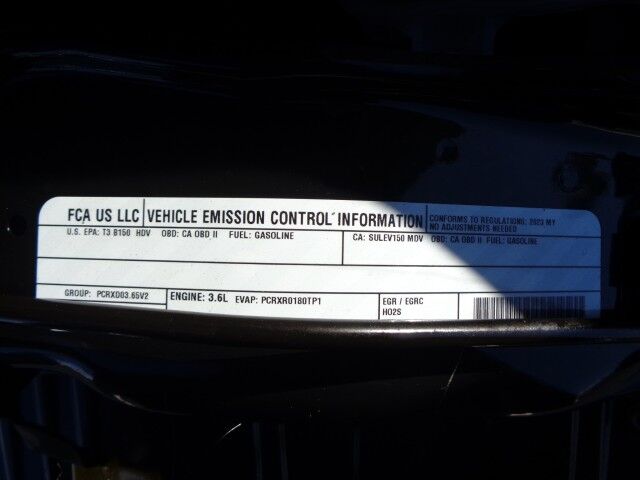 FCA US LLC VEHICLE EMISSION CONTROL INFORMATION CONFORMS TO REGULATIONS: 2023 MY
NO ADJUSTMENTS NEEDED
U.S. EPA: T3 B150 HDV OBD: CA OBD II FUEL: GASOLINE CA: SULEV150 MDV OBD: CA OBD II FUEL: GASOLINE
GROUP: PCRXD03.65V2 ENGINE: 3.6L EVAP: PCRXR0180TP1 EGR / EGRC
HO2S